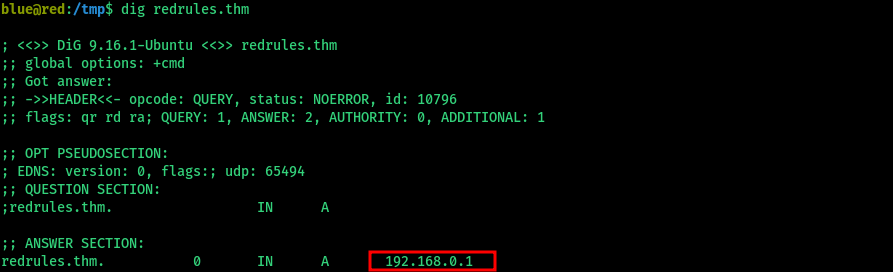 blue@red:/tmp$ dig redrules.thm
; <<>> DiG 9.16.1-Ubuntu <<>> redrules.thm
;; global options: +cmd
;; Got answer:
;; ->>HEADER<<- opcode: QUERY, status: NOERROR, id: 10796
;; flags: qr rd ra; QUERY: 1, ANSWER: 2, AUTHORITY: 0, ADDITIONAL: 1
;; OPT PSEUDOSECTION:
; EDNS: version: 0, flags:; udp: 65494
;; QUESTION SECTION:
;redrules.thm. IN A
;; ANSWER SECTION:
redrules.thm. 0 IN A 192.168.0.1